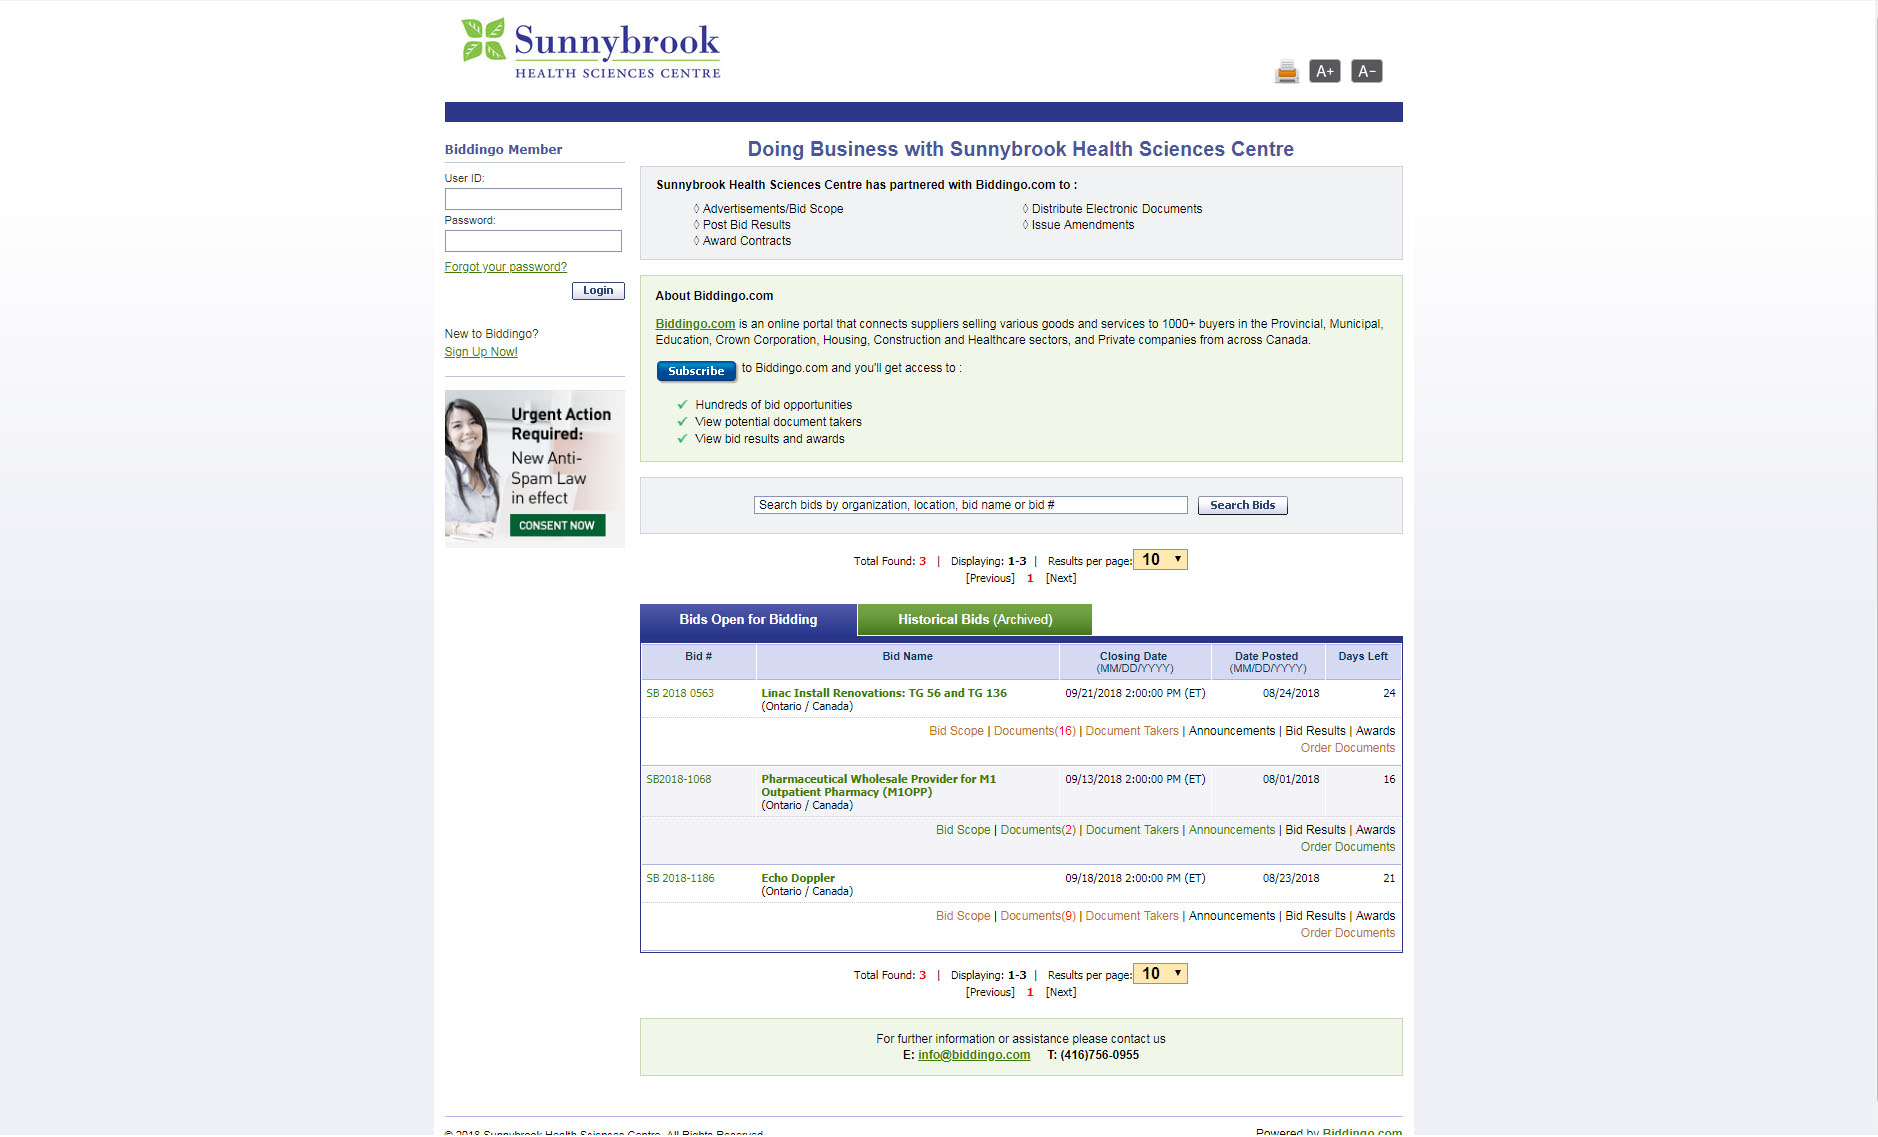 Sunnybrook
HEALTH SCIENCES CENTRE
A+ A-
Biddingo Member
User ID:
Password:
Forgot your password?
Login
New to Biddingo?
Sign Up Now!
Urgent Action
Required:
New Anti-
Spam Law
in effect
CONSENT NOW
Doing Business with Sunnybrook Health Sciences Centre
Sunnybrook Health Sciences Centre has partnered with Biddingo.com to :
◊ Advertisements/Bid Scope ◊ Distribute Electronic Documents
◊ Post Bid Results ◊ Issue Amendments
◊ Award Contracts
About Biddingo.com
Biddingo.com is an online portal that connects suppliers selling various goods and services to 1000+ buyers in the Provincial, Municipal,
Education, Crown Corporation, Housing, Construction and Healthcare sectors, and Private companies from across Canada.
Subscribe to Biddingo.com and you'll get access to :
✓ Hundreds of bid opportunities
✓ View potential document takers
✓ View bid results and awards
Search bids by organization, location, bid name or bid # Search Bids
Total Found: 3 | Displaying: 1-3 | Results per page: 10
[Previous] 1 [Next]
Bids Open for Bidding Historical Bids (Archived)
Bid # Bid Name Closing Date Date Posted Days Left
(MM/DD/YYYY) (MM/DD/YYYY)
SB 2018 0563 Linac Install Renovations: TG 56 and TG 136 09/21/2018 2:00:00 PM (ET) 08/24/2018 24
(Ontario / Canada)
Bid Scope | Documents(16) | Document Takers | Announcements | Bid Results | Awards
Order Documents
SB2018-1068 Pharmaceutical Wholesale Provider for M1 09/13/2018 2:00:00 PM (ET) 08/01/2018 16
Outpatient Pharmacy (M1OPP)
(Ontario / Canada)
Bid Scope | Documents(2) | Document Takers | Announcements | Bid Results | Awards
Order Documents
SB 2018-1186 Echo Doppler 09/18/2018 2:00:00 PM (ET) 08/23/2018 21
(Ontario / Canada)
Bid Scope | Documents(9) | Document Takers | Announcements | Bid Results | Awards
Order Documents
Total Found: 3 | Displaying: 1-3 | Results per page: 10
[Previous] 1 [Next]
For further information or assistance please contact us
E: info@biddingo.com T: (416)756-0955
© 2018 Sunnybrook Health Sciences Centre. All Rights Reserved. Powered by Biddingo.com